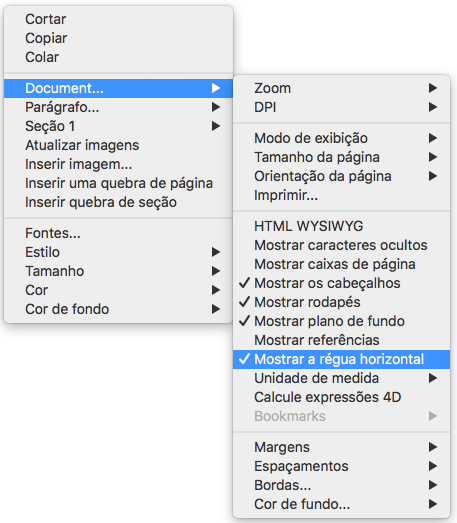 Cortar
Copiar
Colar
Document...
Parágrafo...
Seção 1
Atualizar imagens
Inserir imagem...
Inserir uma quebra de página
Inserir quebra de seção
Fontes...
Estilo
Tamanho
Cor
Cor de fondo
Zoom
DPI
Modo de exibição
Tamanho da página
Orientação da página
Imprimir...
HTML WYSIWYG
Mostrar caracteres ocultos
Mostrar caixas de página
Mostrar os cabeçalhos
Mostrar rodapés
Mostrar plano de fundo
Mostrar referências
Mostrar a régua horizontal
Unidade de medida
Calcule expressões 4D
Bookmarks
Margens
Espaçamentos
Bordas...
Cor de fundo...